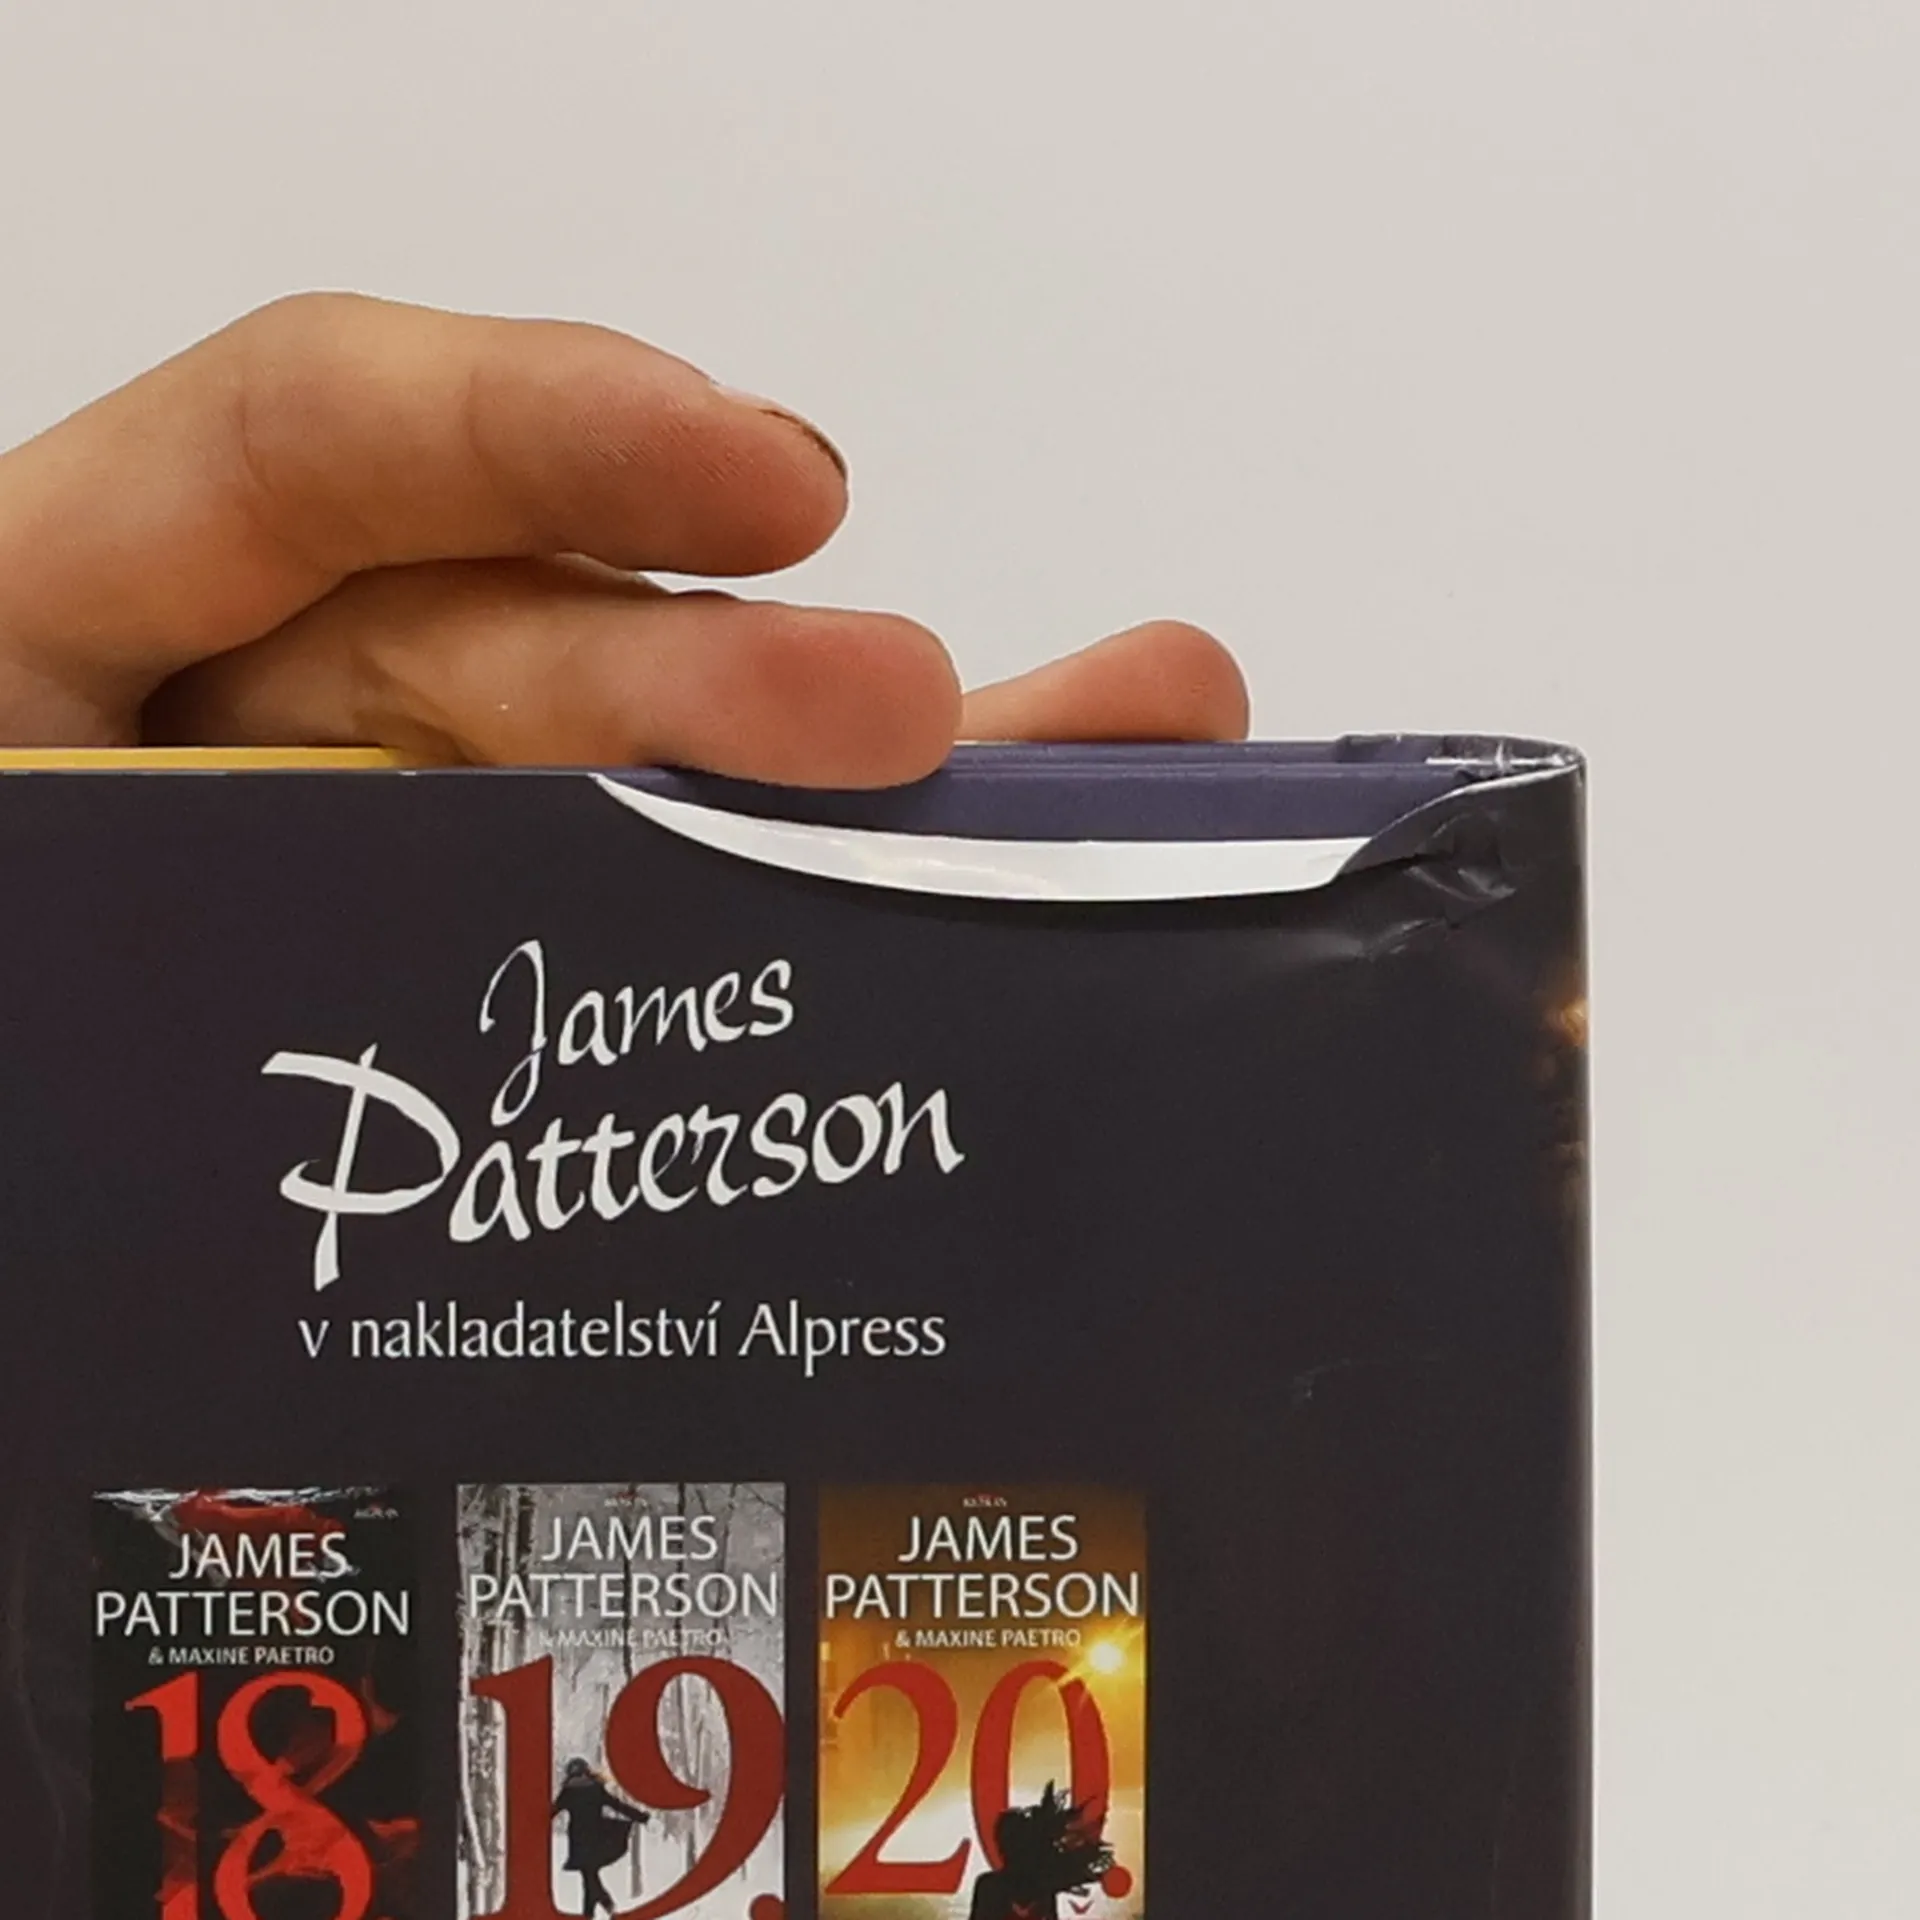 James
Patterson
v nakladatelství Alpress
JAMES
PATTERSON
& MAXINE PAETRO
18.
JAMES
PATTERSON
& MAXINE PAETRO
19.
JAMES
PATTERSON
& MAXINE PAETRO
20.